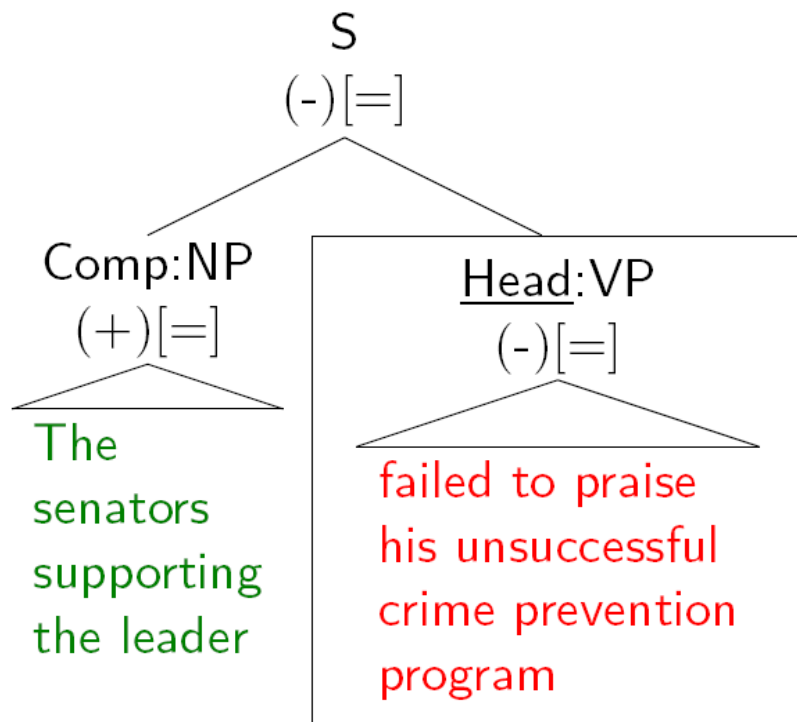 S
(-)[=]
Comp:NP
(+)[=]
The
senators
supporting
the leader
Head:VP
(-)[=]
failed to praise
his unsuccessful
crime prevention
program